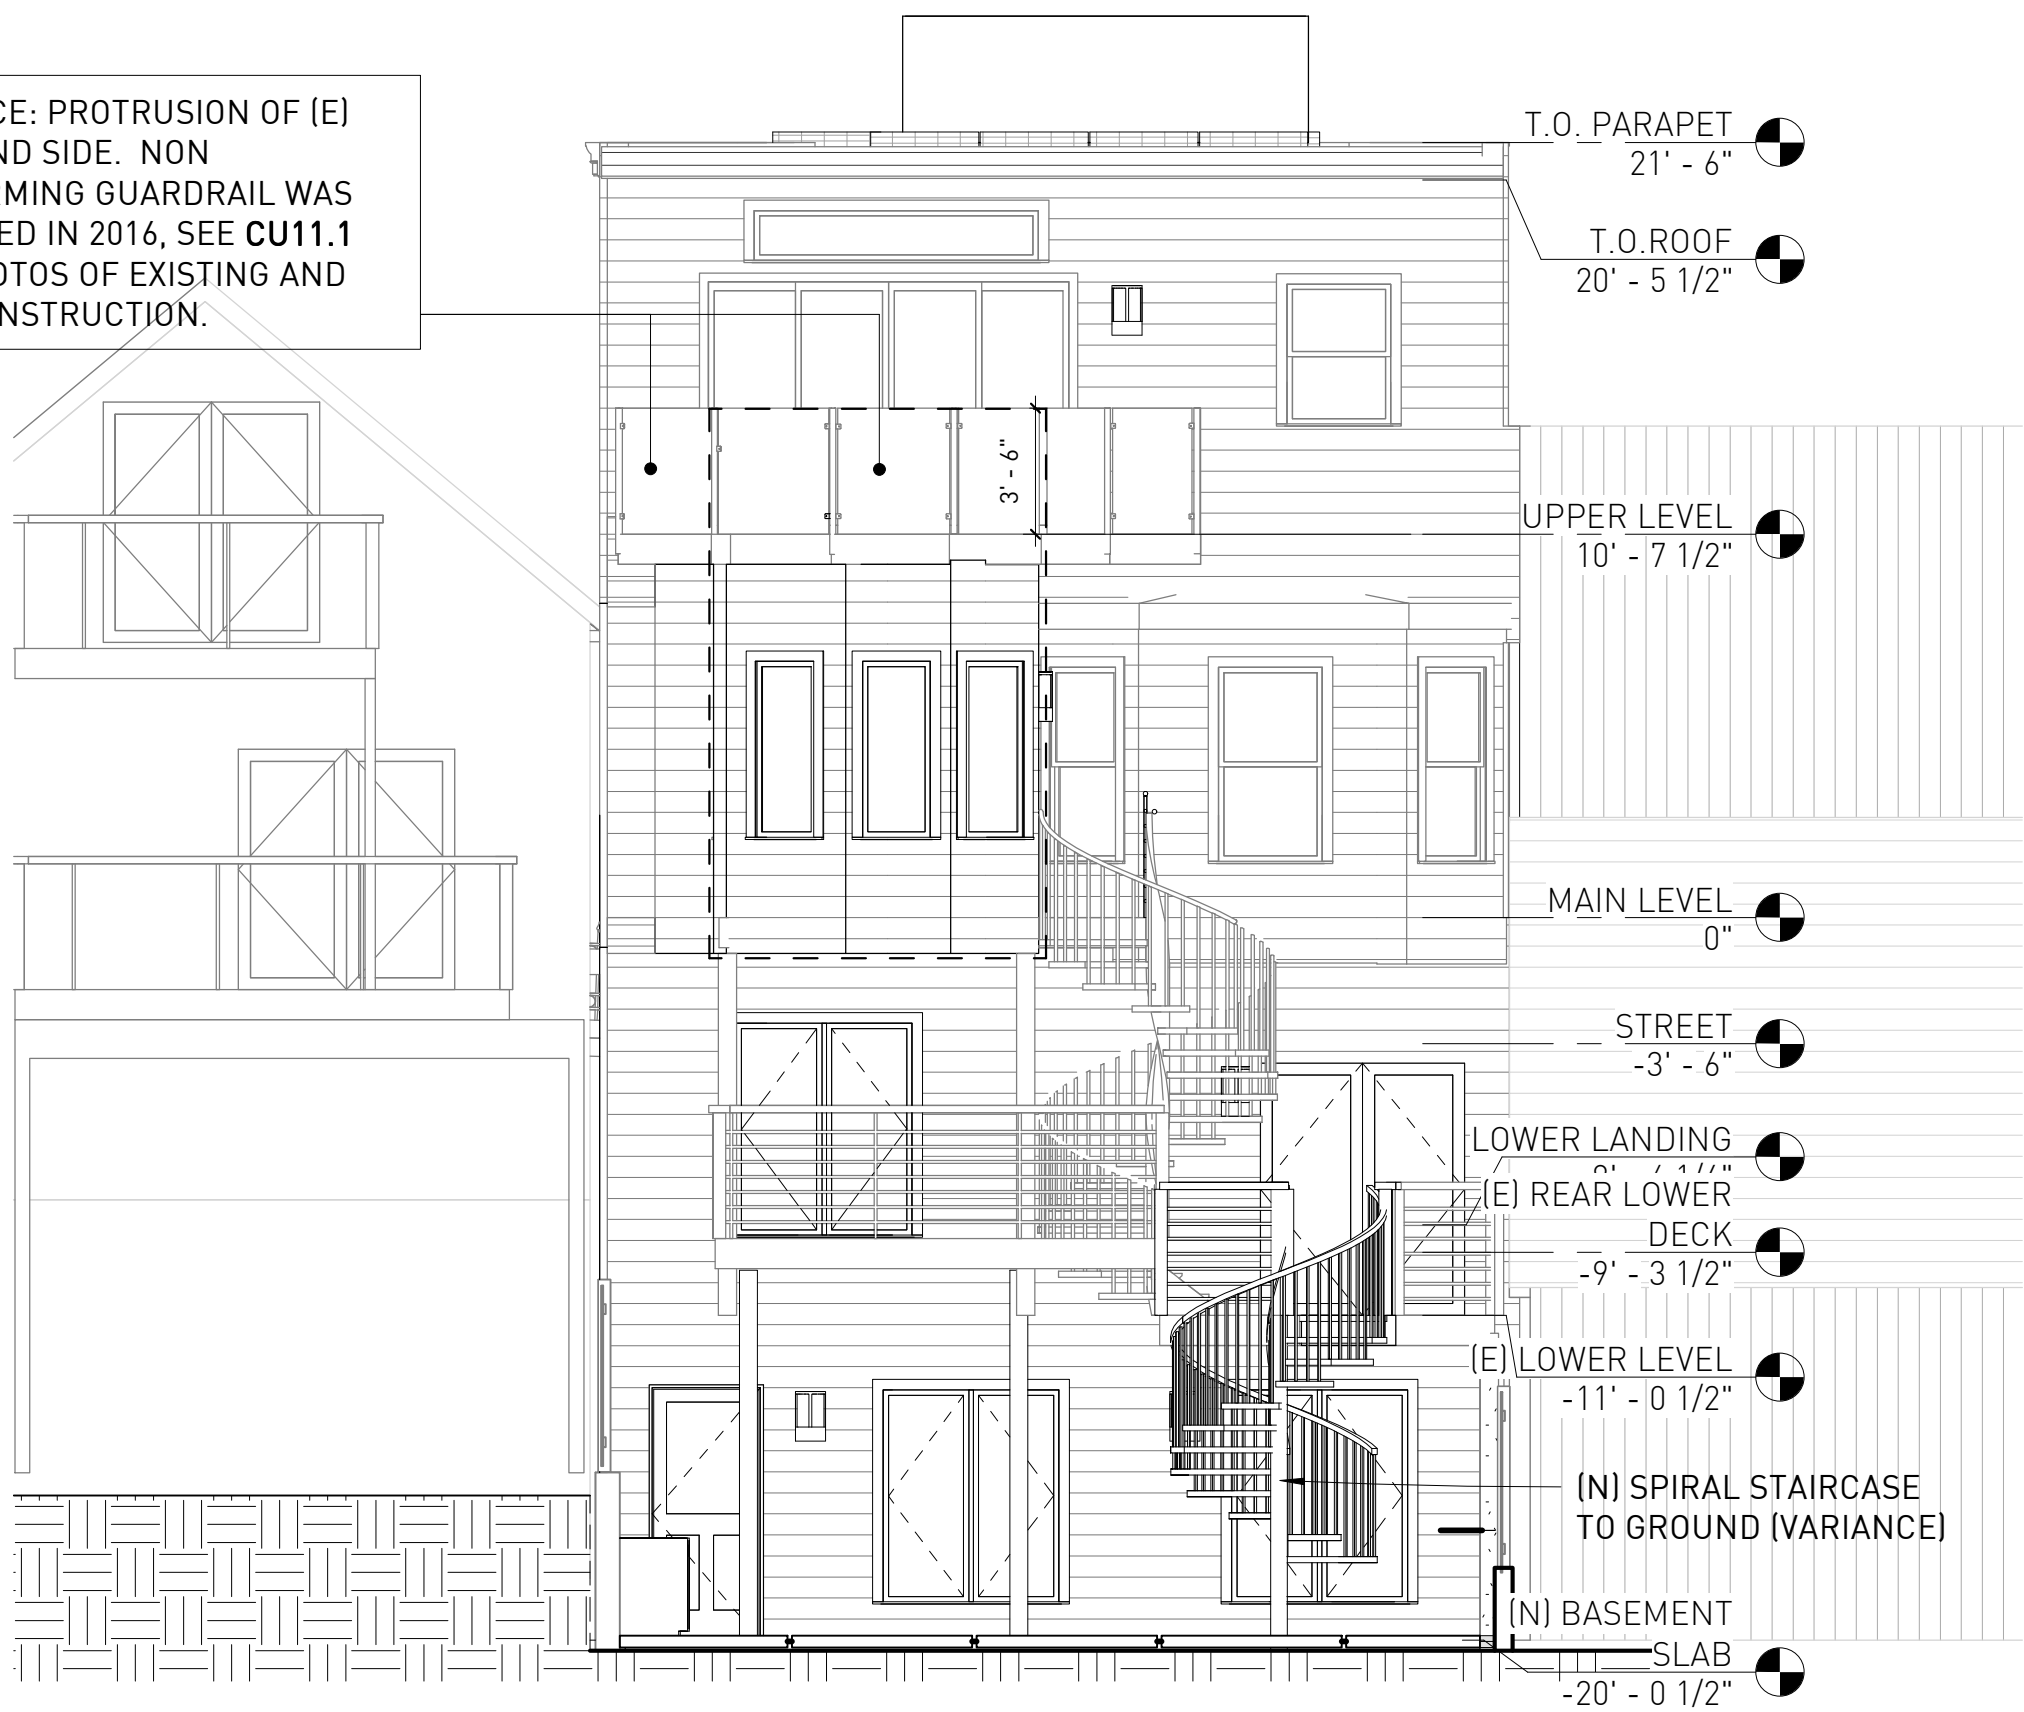 CE: PROTRUSION OF (E)
ND SIDE. NON
RMING GUARDRAIL WAS
ED IN 2016, SEE CU11.1
OTOS OF EXISTING AND
NSTRUCTION.
T.O. PARAPET
21' - 6"
T.O.ROOF
20' - 5 1/2"
3' - 6"
UPPER LEVEL
10' - 7 1/2"
MAIN LEVEL
0"
STREET
-3' - 6"
LOWER LANDING
(E) REAR LOWER
DECK
-9' - 3 1/2"
(E) LOWER LEVEL
-11' - 0 1/2"
(N) SPIRAL STAIRCASE
TO GROUND (VARIANCE)
(N) BASEMENT
SLAB
-20' - 0 1/2"